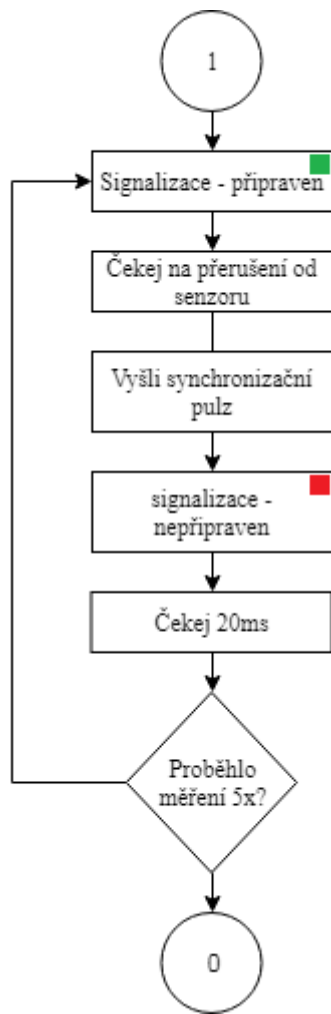 1
Signalizace - připraven
Čekej na přerušení od
senzoru
Vyšli synchronizační
pulz
signalizace -
nepřipraven
Čekej 20ms
Proběhlo
měření 5x?
0